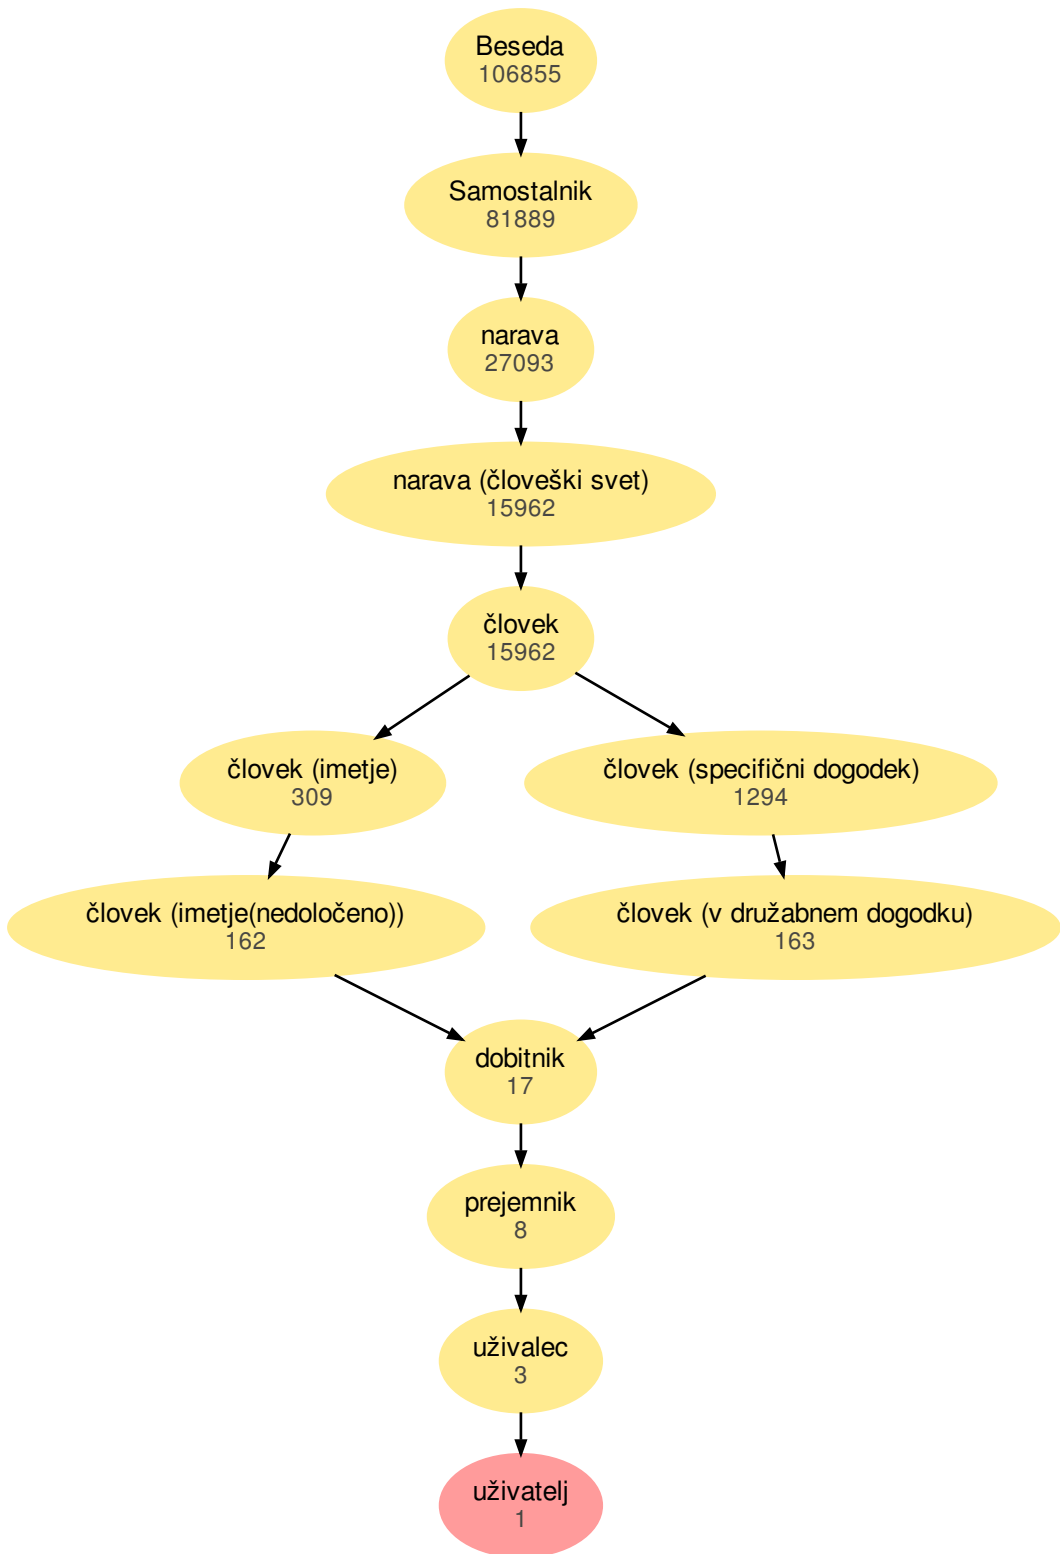 Beseda
106855
Samostalnik
81889
narava
27093
narava (človeški svet)
15962
človek
15962
človek (imetje)
309
človek (specifični dogodek)
1294
človek (imetje(nedoločeno))
162
človek (v družabnem dogodku)
163
dobitnik
17
prejemnik
8
uživalec
3
uživatelj
1